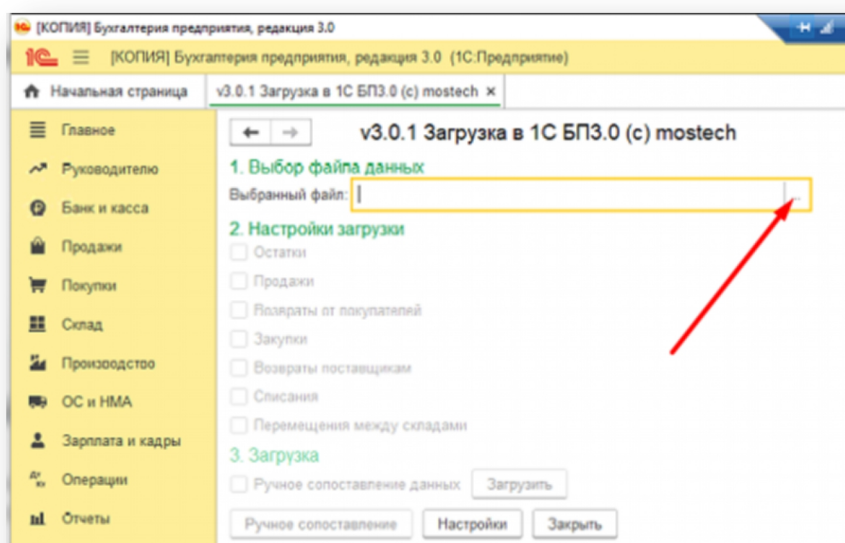 [КОПИЯ] Бухгалтерия предприятия, редакция 3.0
1С [КОПИЯ] Бухгалтерия предприятия, редакция 3.0 (1С:Предприятие)
Начальная страница v3.0.1 Загрузка в 1С БП3.0 (c) mostech ×
Главное
Руководителю
Банк и касса
Продажи
Покупки
Склад
Производство
ОС и НМА
Зарплата и кадры
Операции
Отчеты
v3.0.1 Загрузка в 1С БП3.0 (c) mostech
1. Выбор файла данных
Выбранный файл: ...
2. Настройки загрузки
Остатки
Продажи
Возвраты от покупателей
Закупки
Возвраты поставщикам
Списания
Перемещения между складами
3. Загрузка
Ручное сопоставление данных Загрузить
Ручное сопоставление Настройки Закрыть